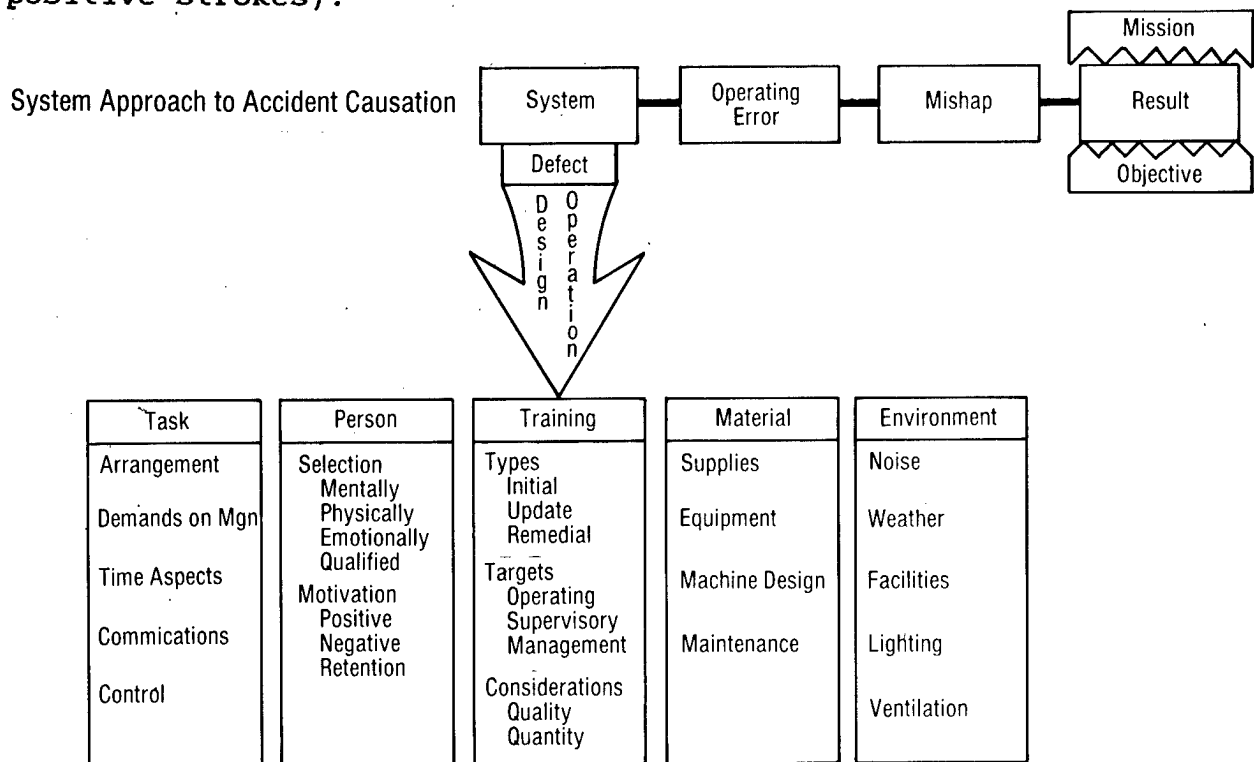 positive strokes).
System Approach to Accident Causation
System
Operating
Error
Mishap
Mission
Result
Objective
Defect
Design
Operation
Task
Arrangement
Demands on Mgn
Time Aspects
Commications
Control
Person
Selection
Mentally
Physically
Emotionally
Qualified
Motivation
Positive
Negative
Retention
Training
Types
Initial
Update
Remedial
Targets
Operating
Supervisory
Management
Considerations
Quality
Quantity
Material
Supplies
Equipment
Machine Design
Maintenance
Environment
Noise
Weather
Facilities
Lighting
Ventilation